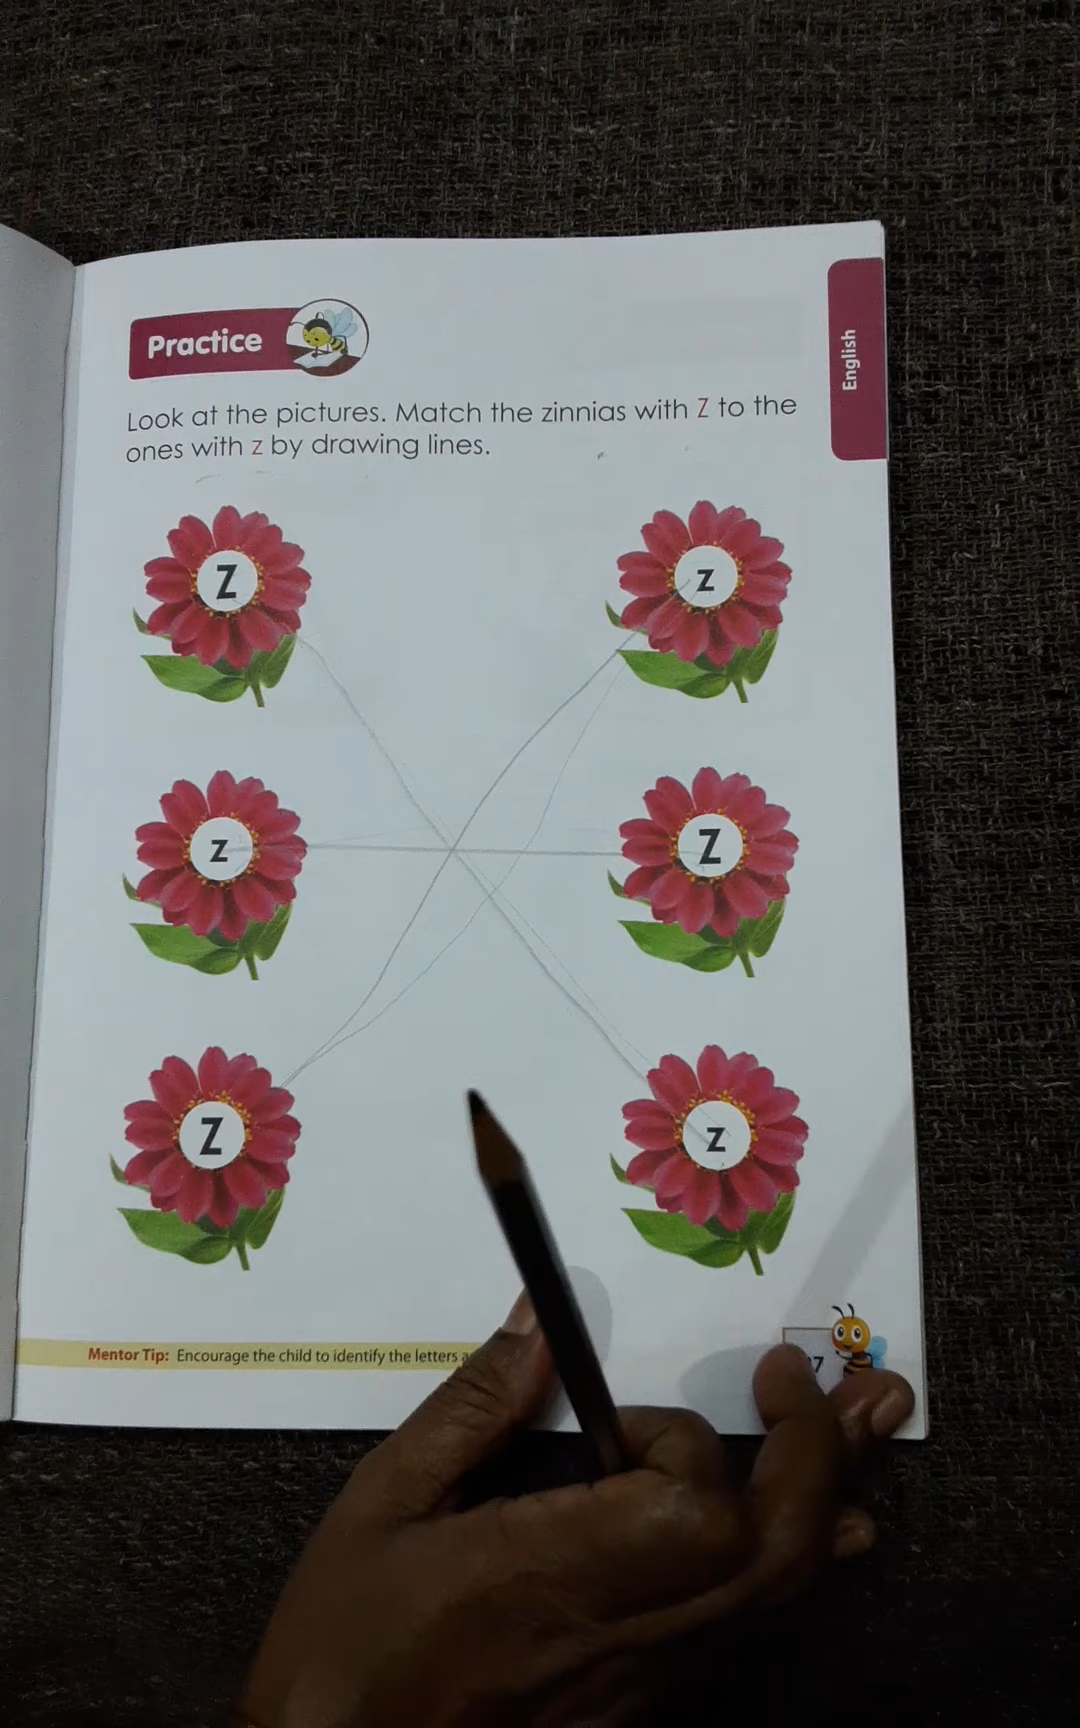 Practice
English
Look at the pictures. Match the zinnias with Z to the
ones with z by drawing lines.
Z z
z Z
Z z
Mentor Tip: Encourage the child to identify the letters